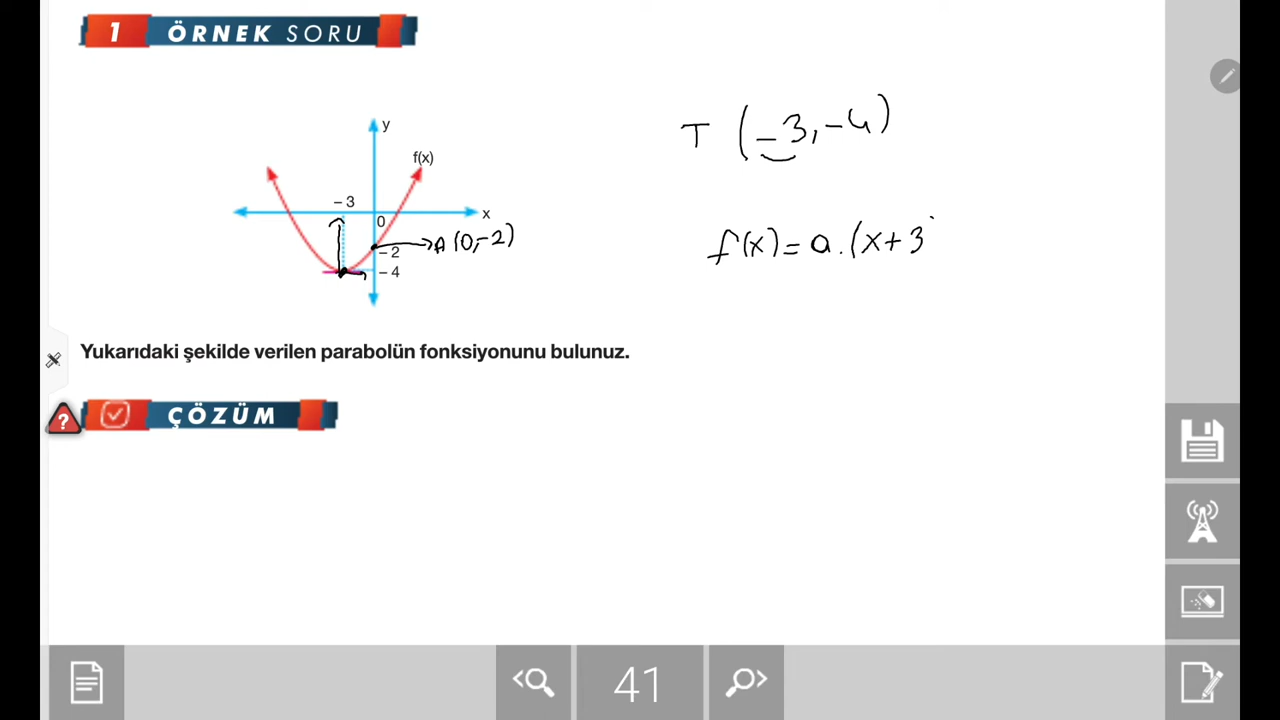 1 ÖRNEK SORU
y
f(x)
- 3
0
x
A(0,-2)
- 2
- 4
T (-3,-4)
f(x)= a.(x+3
Yukarıdaki şekilde verilen parabolün fonksiyonunu bulunuz.
? ÇÖZÜM
< 41 >